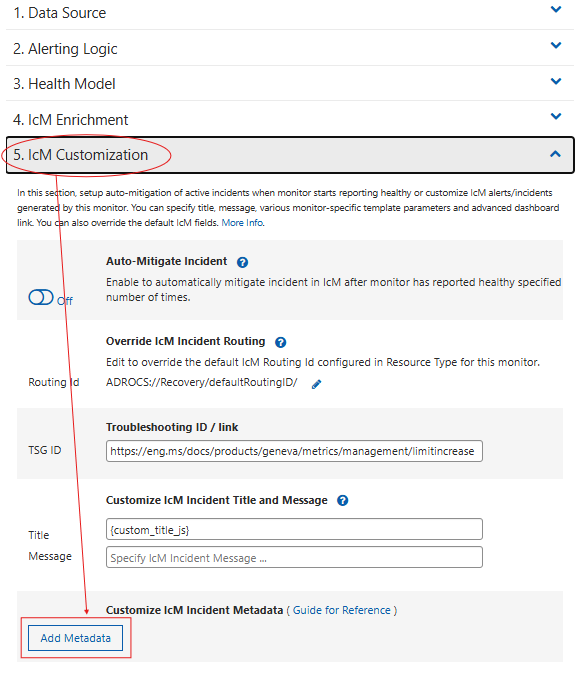 1. Data Source
2. Alerting Logic
3. Health Model
4. IcM Enrichment
5. IcM Customization
In this section, setup auto-mitigation of active incidents when monitor starts reporting healthy or customize IcM alerts/incidents
generated by this monitor. You can specify title, message, various monitor-specific template parameters and advanced dashboard
link. You can also override the default IcM fields. More Info.
Auto-Mitigate Incident ?
Enable to automatically mitigate incident in IcM after monitor has reported healthy specified
number of times.
Off
Override IcM Incident Routing ?
Edit to override the default IcM Routing Id configured in Resource Type for this monitor.
Routing Id ADROCS://Recovery/defaultRoutingID/
Troubleshooting ID / link
TSG ID https://eng.ms/docs/products/geneva/metrics/management/limitincrease
Customize IcM Incident Title and Message ?
Title {custom_title_js}
Message Specify IcM Incident Message ...
Customize IcM Incident Metadata ( Guide for Reference )
Add Metadata